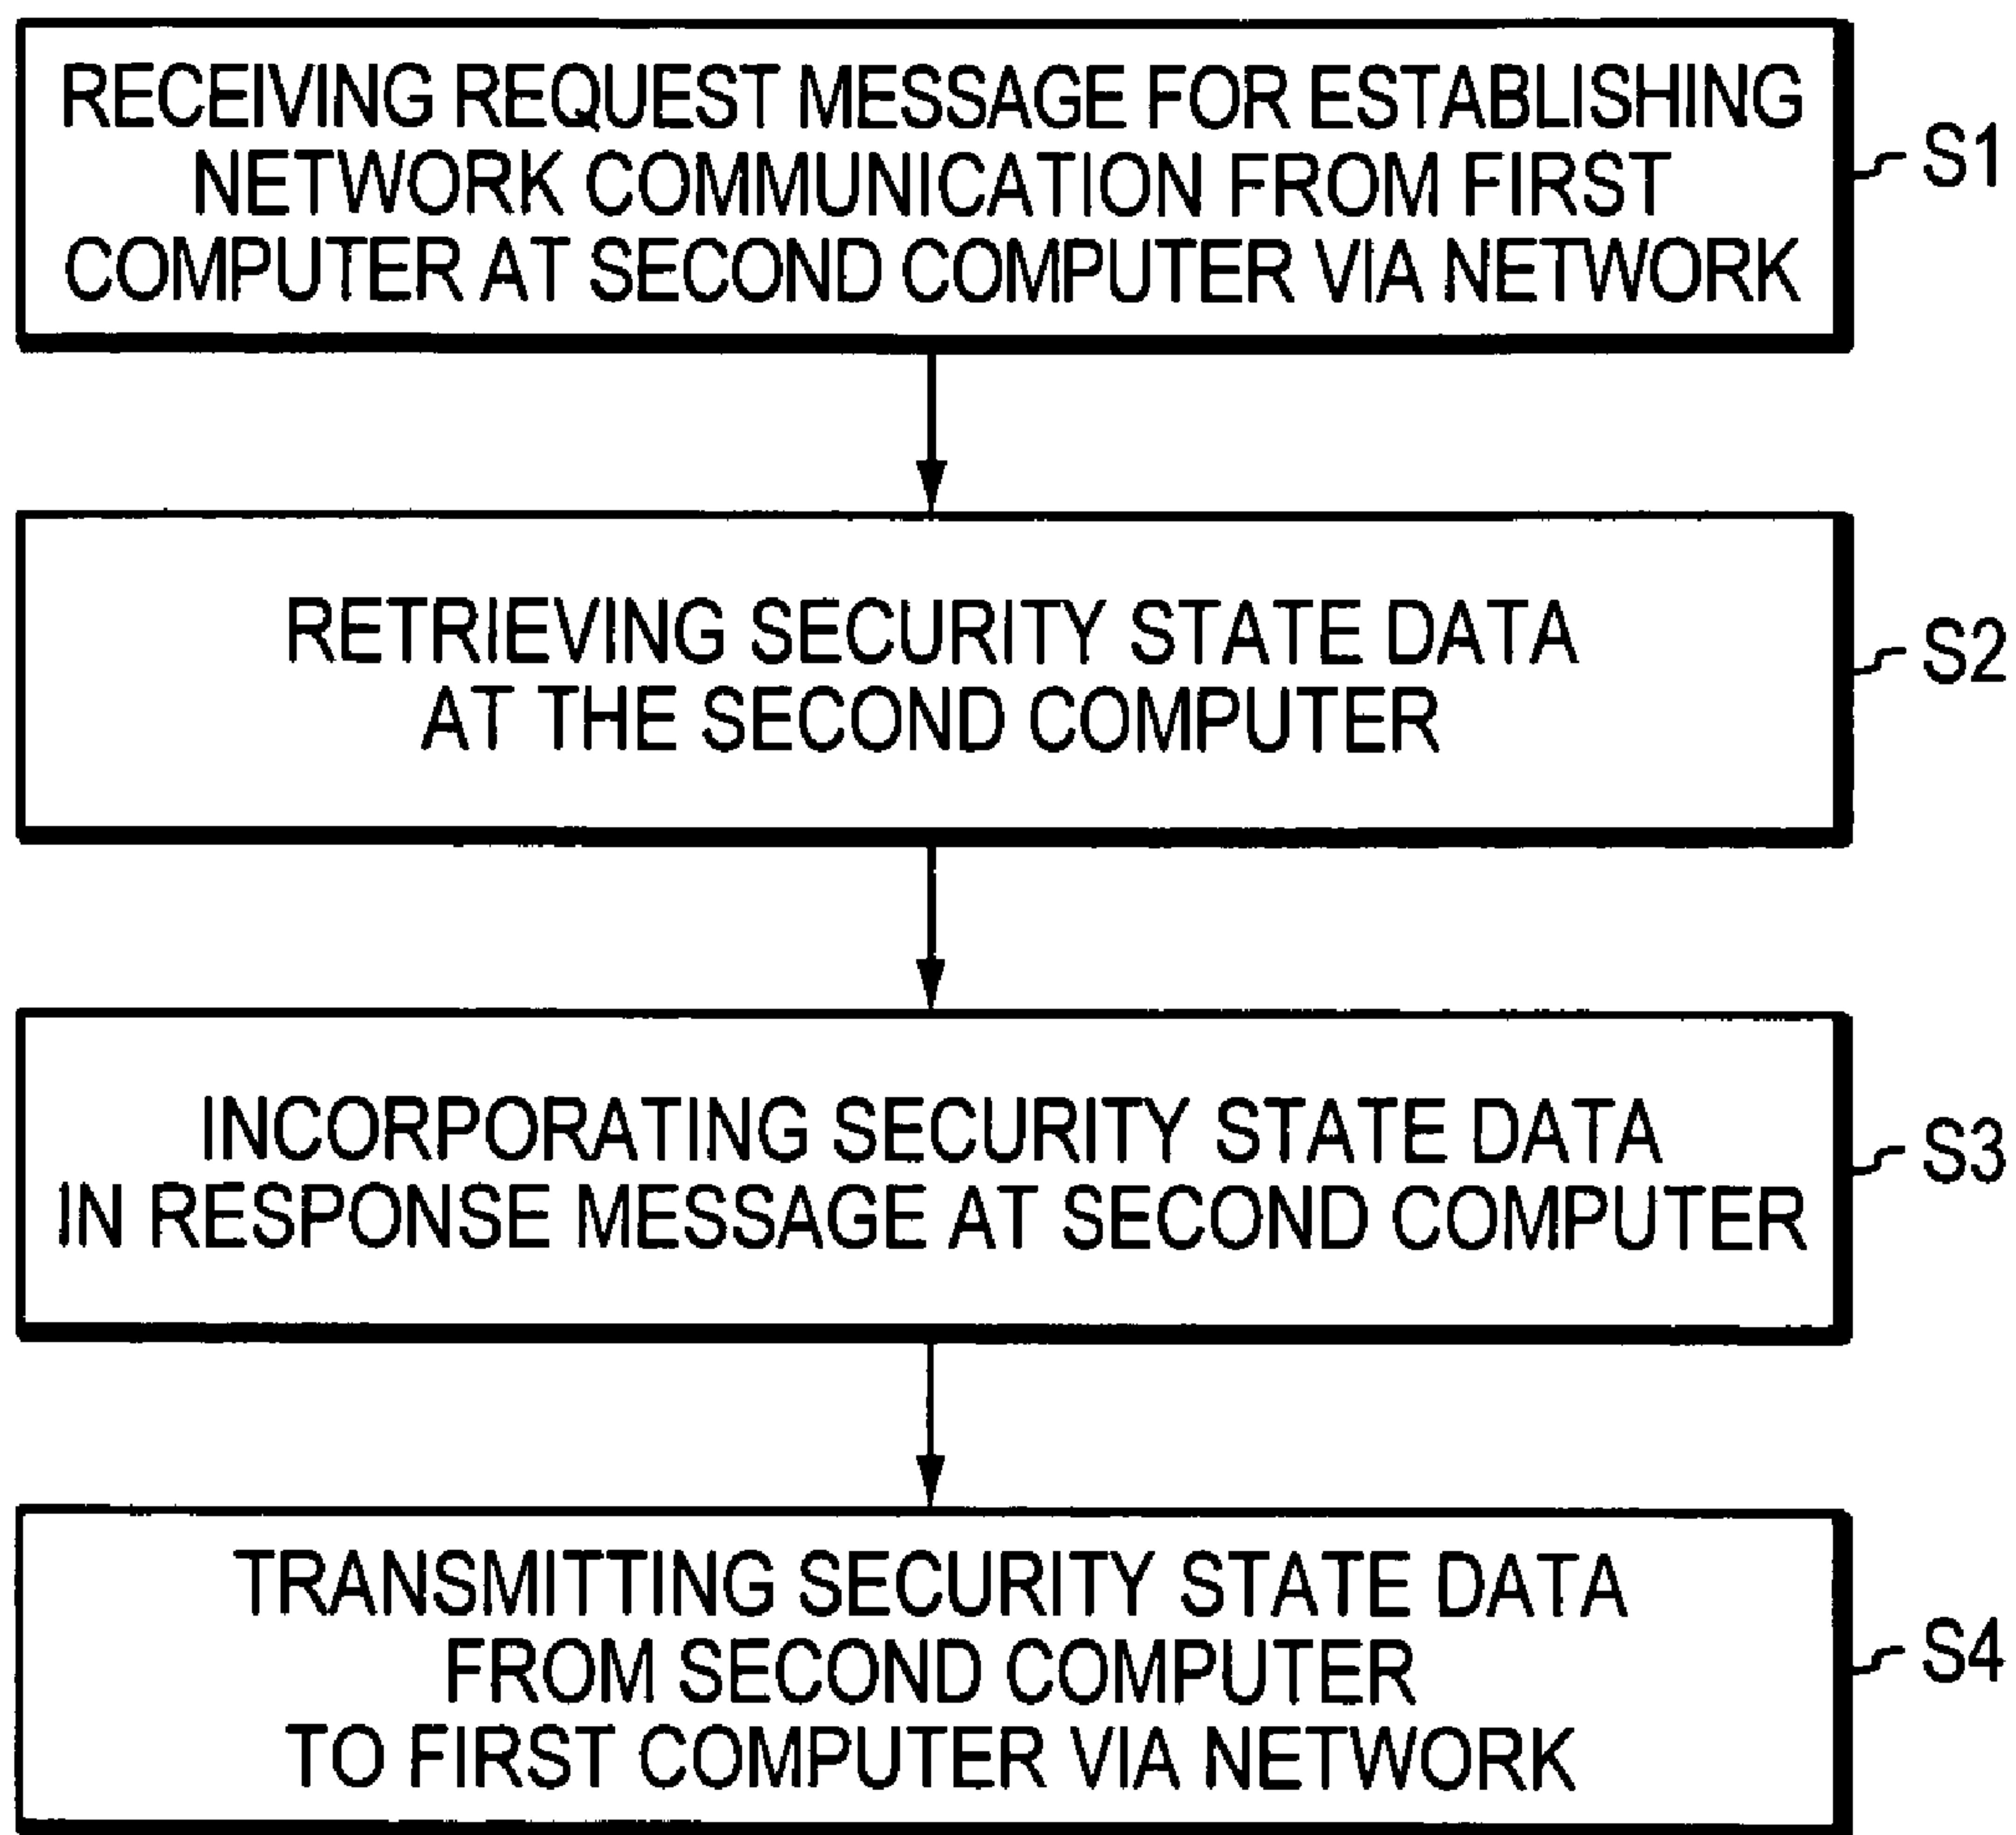 RECEIVING REQUEST MESSAGE FOR ESTABLISHING
NETWORK COMMUNICATION FROM FIRST
COMPUTER AT SECOND COMPUTER VIA NETWORK
S1
RETRIEVING SECURITY STATE DATA
AT THE SECOND COMPUTER
S2
INCORPORATING SECURITY STATE DATA
IN RESPONSE MESSAGE AT SECOND COMPUTER
S3
TRANSMITTING SECURITY STATE DATA
FROM SECOND COMPUTER
TO FIRST COMPUTER VIA NETWORK
S4